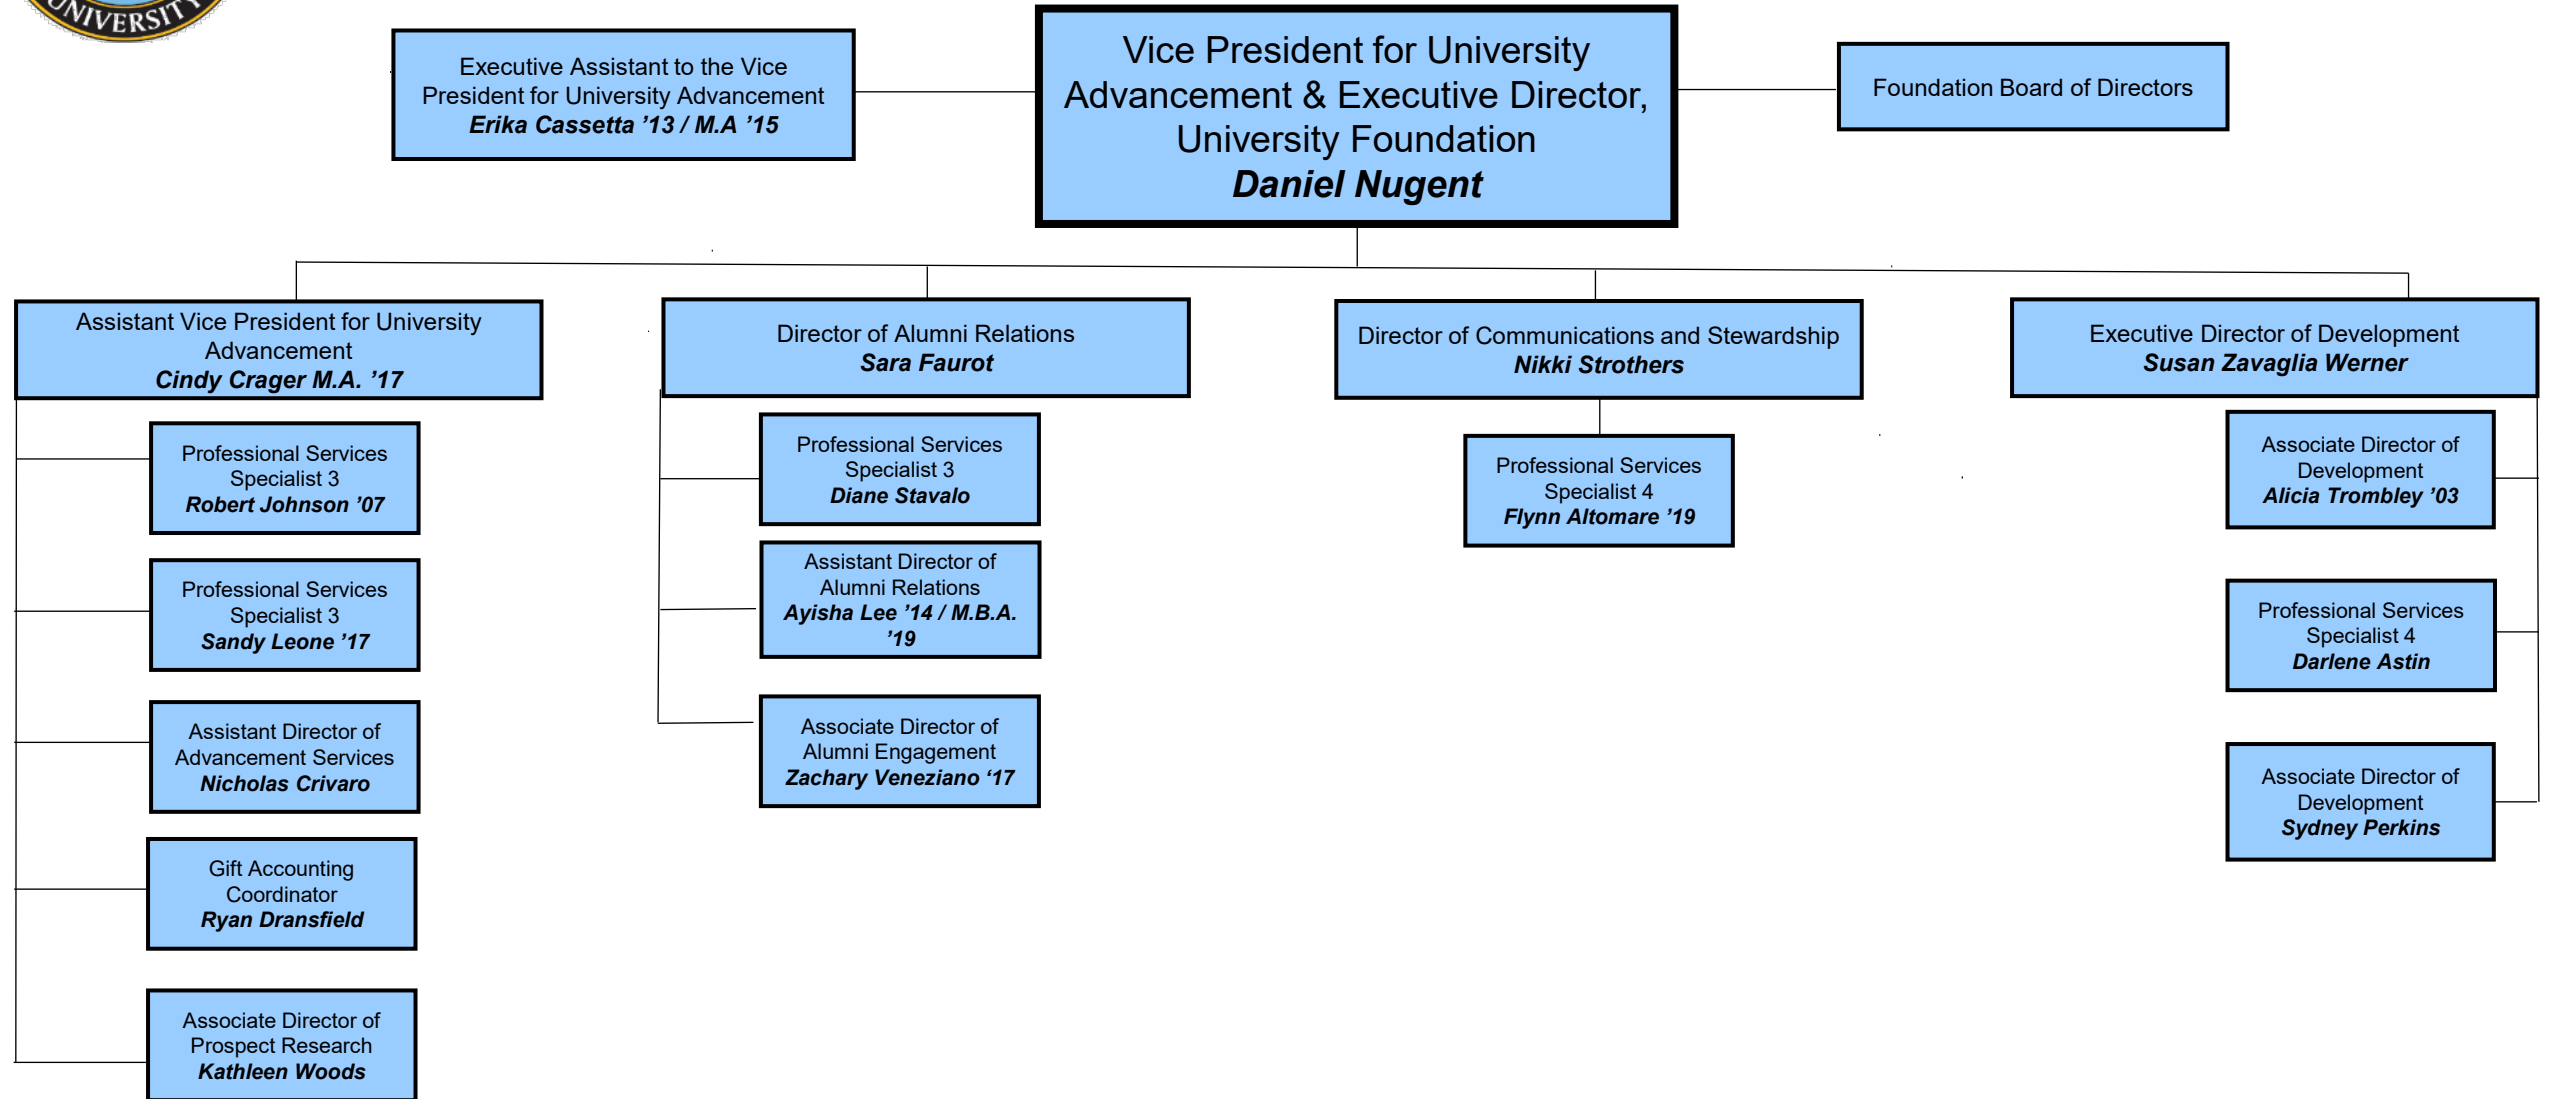 UNIVERSITY
Executive Assistant to the Vice
President for University Advancement
Erika Cassetta ’13 / M.A ’15
Vice President for University
Advancement & Executive Director,
University Foundation
Daniel Nugent
Foundation Board of Directors
Assistant Vice President for University
Advancement
Cindy Crager M.A. ’17
Director of Alumni Relations
Sara Faurot
Director of Communications and Stewardship
Nikki Strothers
Executive Director of Development
Susan Zavaglia Werner
Professional Services
Specialist 3
Robert Johnson ’07
Professional Services
Specialist 3
Sandy Leone ’17
Assistant Director of
Advancement Services
Nicholas Crivaro
Gift Accounting
Coordinator
Ryan Dransfield
Associate Director of
Prospect Research
Kathleen Woods
Professional Services
Specialist 3
Diane Stavalo
Assistant Director of
Alumni Relations
Ayisha Lee ’14 / M.B.A.
’19
Associate Director of
Alumni Engagement
Zachary Veneziano ‘17
Professional Services
Specialist 4
Flynn Altomare ’19
Associate Director of
Development
Alicia Trombley ’03
Professional Services
Specialist 4
Darlene Astin
Associate Director of
Development
Sydney Perkins